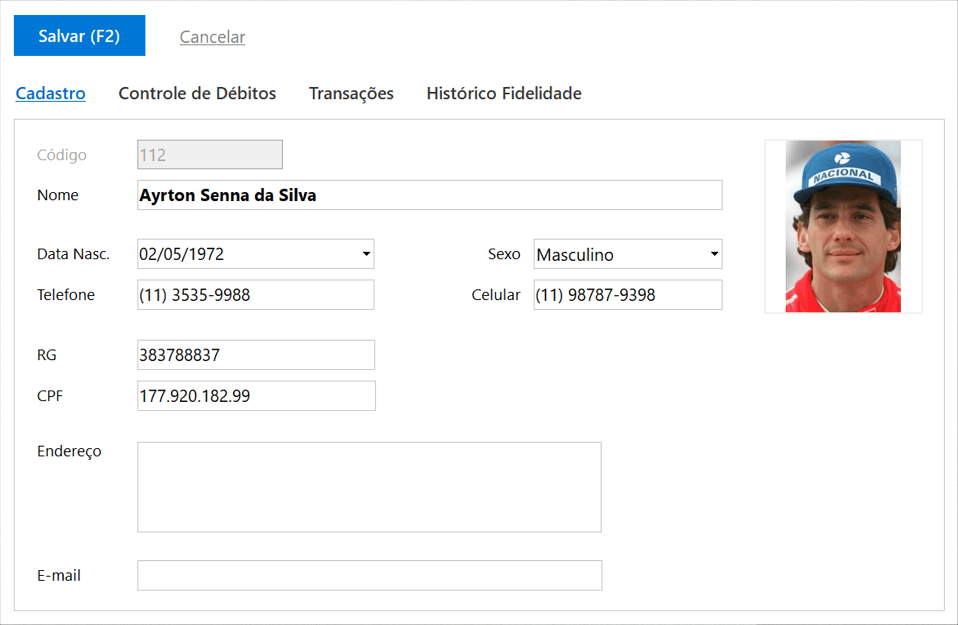 Salvar (F2) Cancelar
Cadastro Controle de Débitos Transações Histórico Fidelidade
Código 112
Nome Ayrton Senna da Silva
Data Nasc. 02/05/1972 Sexo Masculino
Telefone (11) 3535-9988 Celular (11) 98787-9398
RG 383788837
CPF 177.920.182.99
Endereço
E-mail
NACIONAL